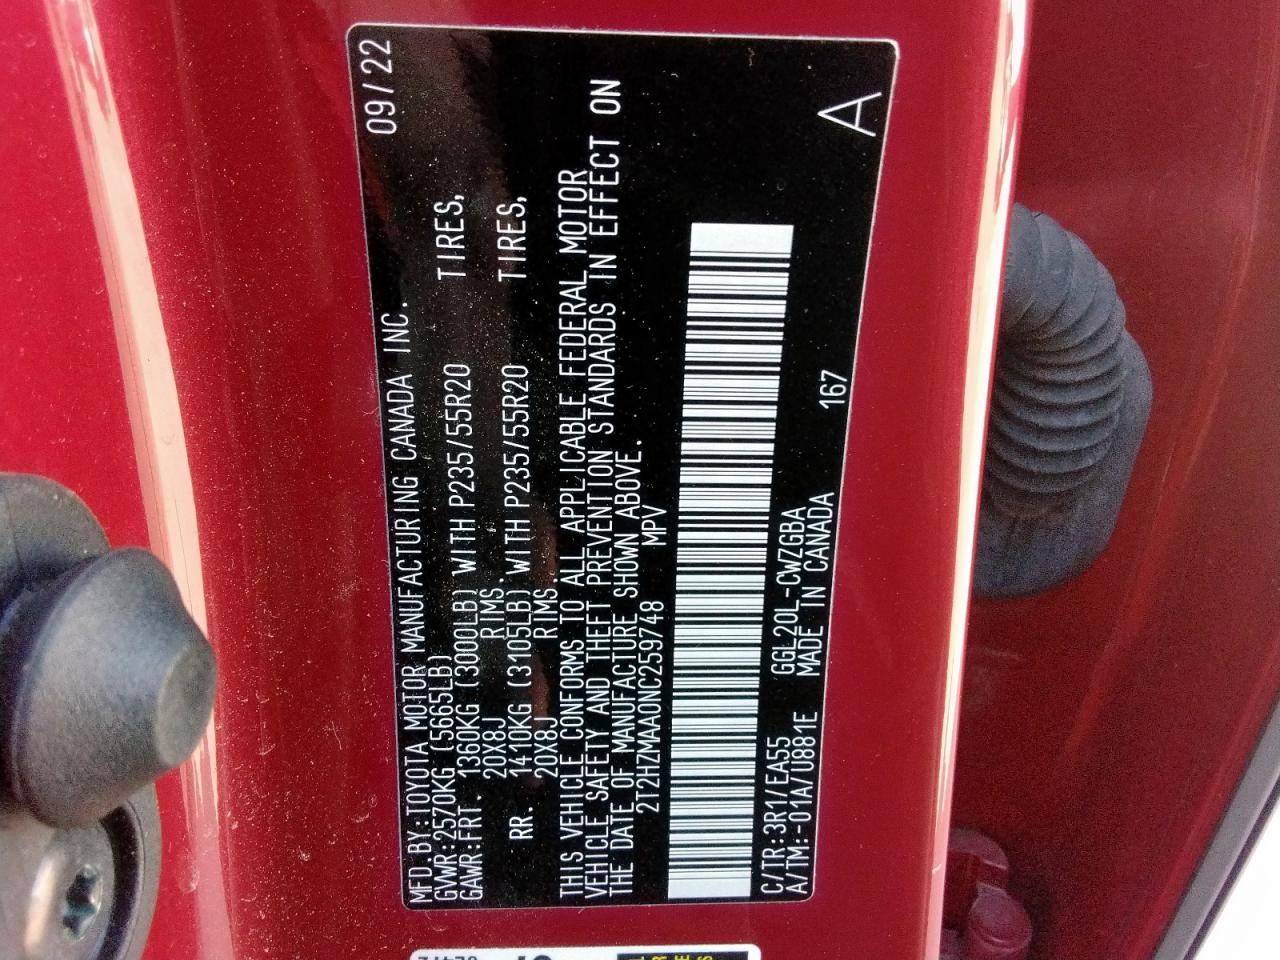 MFD.BY:TOYOTA MOTOR MANUFACTURING CANADA INC. 09/22
GVWR:2570KG (5665LB)
GAWR:FRT. 1360KG (3000LB) WITH P235/55R20 TIRES,
20X8J RIMS.
RR. 1410KG (3105LB) WITH P235/55R20 TIRES,
20X8J RIMS.
THIS VEHICLE CONFORMS TO ALL APPLICABLE FEDERAL MOTOR
VEHICLE SAFETY AND THEFT PREVENTION STANDARDS IN EFFECT ON
THE DATE OF MANUFACTURE SHOWN ABOVE.
2T2HZMAA0NC259748 MPV
C/TR:3R1/EA55 GGL20L-CWZGBA
A/TM:-01A/U881E MADE IN CANADA 167
A